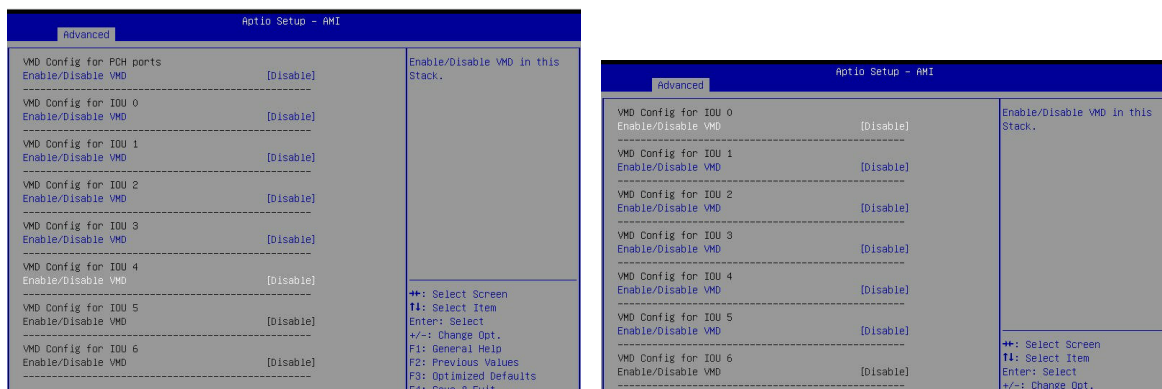 Aptio Setup - AMI
Advanced
VMD Config for PCH ports
Enable/Disable VMD [Disable]
----------------------------------------
VMD Config for IOU 0
Enable/Disable VMD [Disable]
----------------------------------------
VMD Config for IOU 1
Enable/Disable VMD [Disable]
----------------------------------------
VMD Config for IOU 2
Enable/Disable VMD [Disable]
----------------------------------------
VMD Config for IOU 3
Enable/Disable VMD [Disable]
----------------------------------------
VMD Config for IOU 4
Enable/Disable VMD [Disable]
----------------------------------------
VMD Config for IOU 5
Enable/Disable VMD [Disable]
----------------------------------------
VMD Config for IOU 6
Enable/Disable VMD [Disable]
----------------------------------------
Enable/Disable VMD in this
Stack.
→←: Select Screen
↑↓: Select Item
Enter: Select
+/-: Change Opt.
F1: General Help
F2: Previous Values
F3: Optimized Defaults
F4: Save & Exit
Aptio Setup - AMI
Advanced
VMD Config for IOU 0
Enable/Disable VMD [Disable]
----------------------------------------
VMD Config for IOU 1
Enable/Disable VMD [Disable]
----------------------------------------
VMD Config for IOU 2
Enable/Disable VMD [Disable]
----------------------------------------
VMD Config for IOU 3
Enable/Disable VMD [Disable]
----------------------------------------
VMD Config for IOU 4
Enable/Disable VMD [Disable]
----------------------------------------
VMD Config for IOU 5
Enable/Disable VMD [Disable]
----------------------------------------
VMD Config for IOU 6
Enable/Disable VMD [Disable]
----------------------------------------
Enable/Disable VMD in this
Stack.
→←: Select Screen
↑↓: Select Item
Enter: Select
+/-: Change Opt.